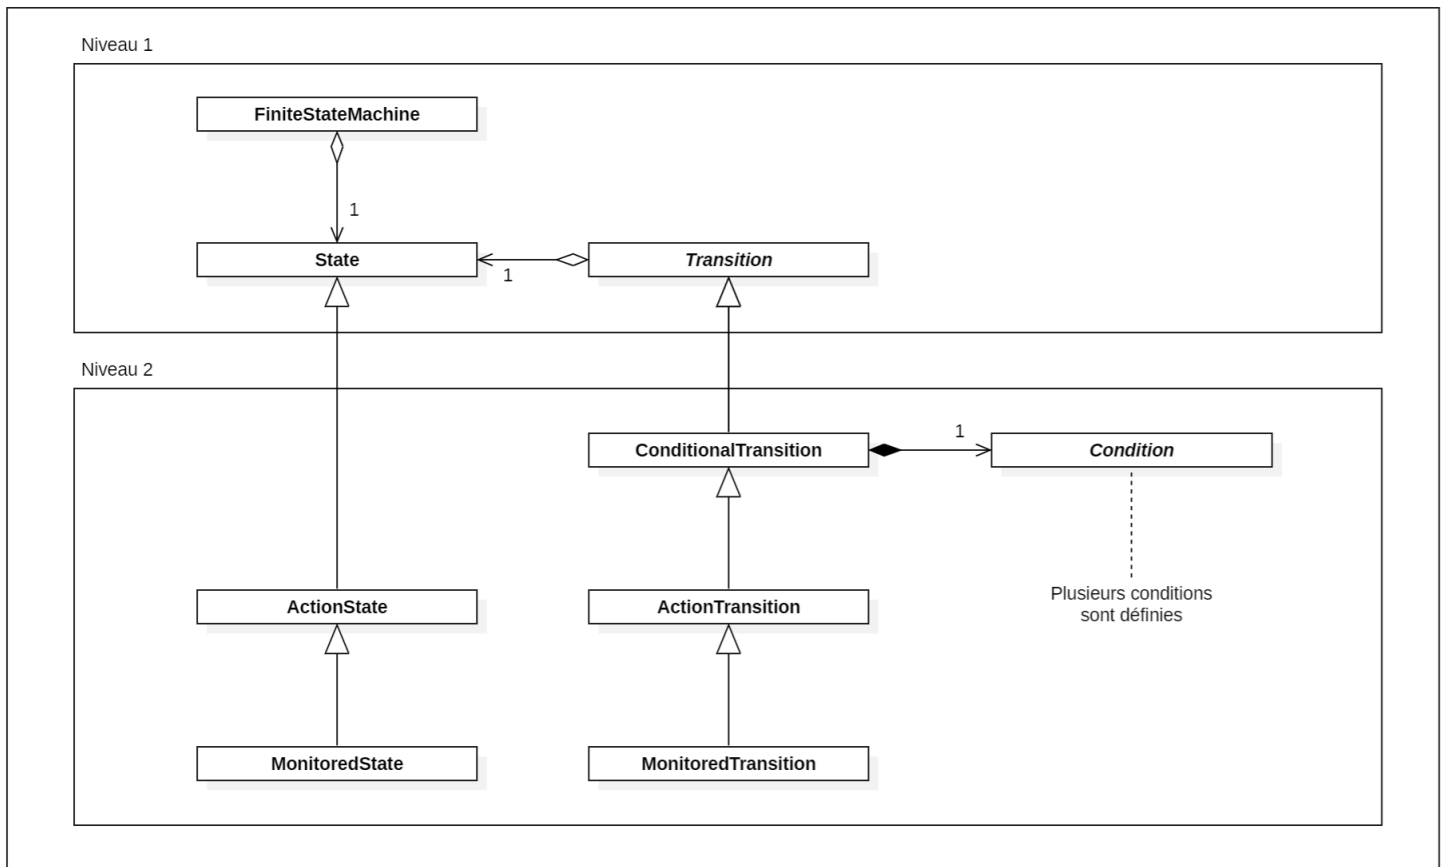 Niveau 1
FiniteStateMachine
1
State
1
Transition
Niveau 2
ConditionalTransition
1
Condition
Plusieurs conditions
sont définies
ActionState
ActionTransition
MonitoredState
MonitoredTransition